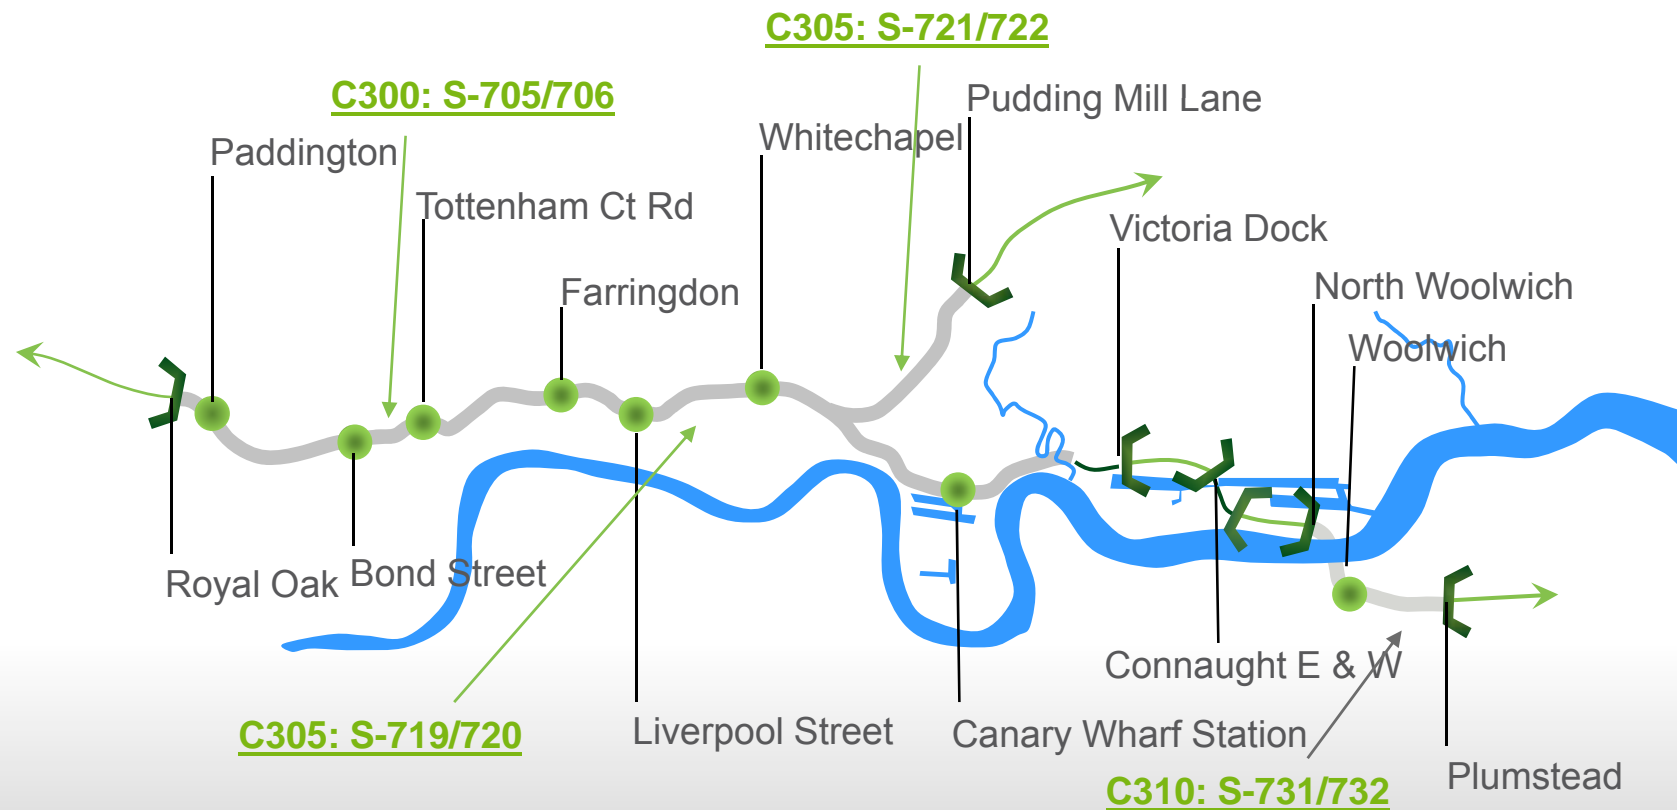 C305: S-721/722
C300: S-705/706
Pudding Mill Lane
Whitechapel
Paddington
Tottenham Ct Rd
Victoria Dock
Farringdon
North Woolwich
Woolwich
Royal Oak
Bond Street
Connaught E & W
C305: S-719/720
Liverpool Street
Canary Wharf Station
Plumstead
C310: S-731/732